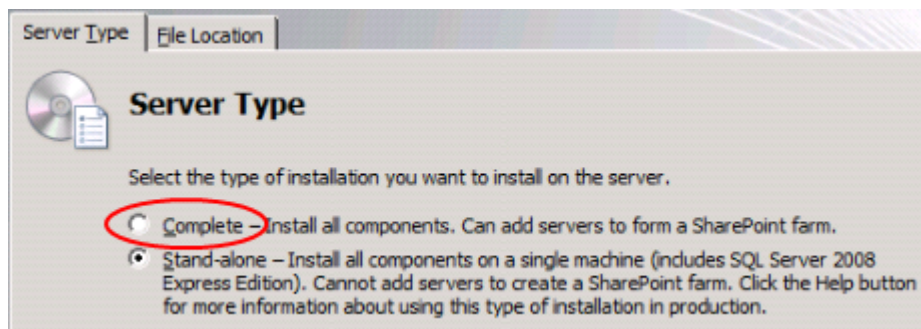 Server Type
File Location
Server Type
Select the type of installation you want to install on the server.
Complete – Install all components. Can add servers to form a SharePoint farm.
Stand-alone – Install all components on a single machine (includes SQL Server 2008
Express Edition). Cannot add servers to create a SharePoint farm. Click the Help button
for more information about using this type of installation in production.